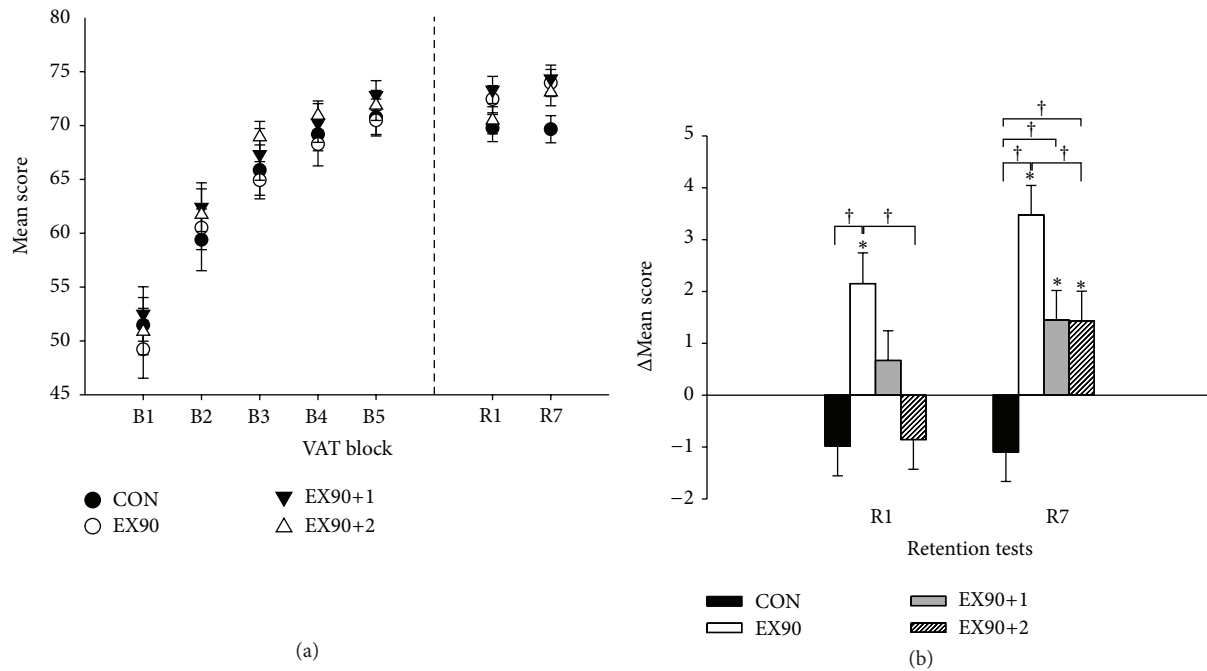 80
75
70
65
60
55
50
45
Mean score
B1 B2 B3 B4 B5 R1 R7
VAT block
CON EX90+1
EX90 EX90+2
(a)
5
4
3
2
1
0
−1
−2
ΔMean score
†
†
† †
*
† †
*
* *
R1 R7
Retention tests
CON EX90+1
EX90 EX90+2
(b)